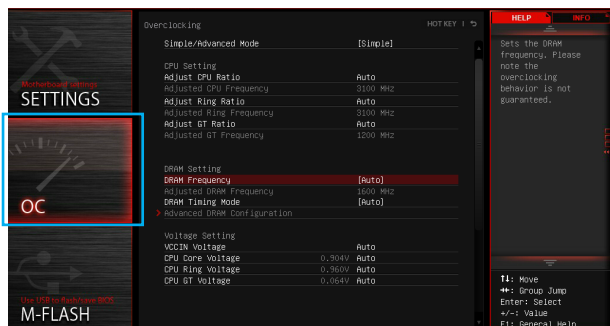 Overclocking
HOT KEY | ↶
HELP
INFO
Simple/Advanced Mode [Simple]
CPU Setting
Adjust CPU Ratio Auto
Adjusted CPU Frequency 3100 MHz
Adjust Ring Ratio Auto
Adjusted Ring Frequency 3100 MHz
Adjust GT Ratio Auto
Adjusted GT Frequency 1200 MHz
DRAM Setting
DRAM Frequency [Auto]
Adjusted DRAM Frequency 1600 MHz
DRAM Timing Mode [Auto]
> Advanced DRAM Configuration
Voltage Setting
VCCIN Voltage Auto
CPU Core Voltage 0.904V Auto
CPU Ring Voltage 0.960V Auto
CPU GT Voltage 0.064V Auto
Motherboard settings
SETTINGS
OC
Use USB to flash/save BIOS
M-FLASH
Sets the DRAM
frequency. Please
note the
overclocking
behavior is not
guaranteed.
↑↓: Move
→←: Group Jump
Enter: Select
+/-: Value
F1: General Help